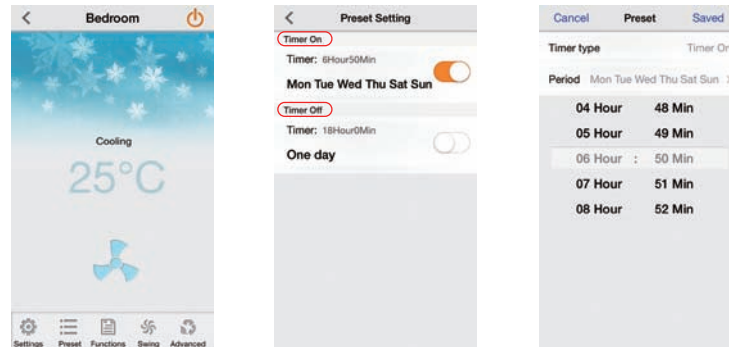 Bedroom
Cooling
25°C
Settings Preset Functions Swing Advanced
Preset Setting
Timer On
Timer: 6Hour50Min
Mon Tue Wed Thu Sat Sun
Timer Off
Timer: 18Hour0Min
One day
Cancel Preset Saved
Timer type Timer On
Period Mon Tue Wed Thu Sat Sun
04 Hour 48 Min
05 Hour 49 Min
06 Hour : 50 Min
07 Hour 51 Min
08 Hour 52 Min